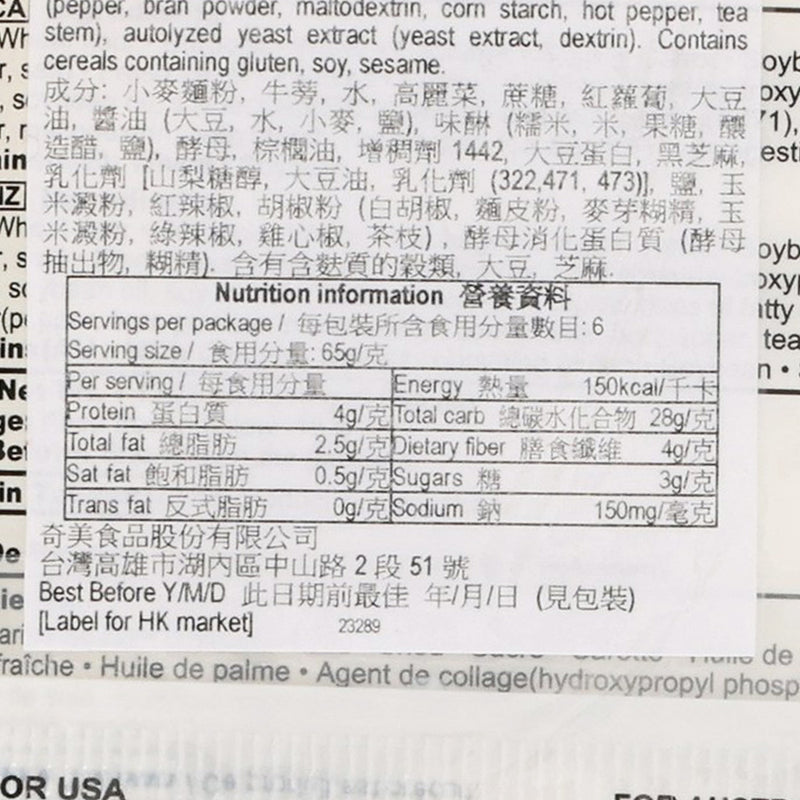 (pepper, bran powder, maltodextrin, corn starch, hot pepper, tea
stem), autolyzed yeast extract (yeast extract, dextrin). Contains
cereals containing gluten, soy, sesame.
成分: 小麥麵粉, 牛蒡, 水, 高麗菜, 蔗糖, 紅蘿蔔, 大豆
油, 醬油 (大豆, 水, 小麥, 鹽), 味醂 (糯米, 米, 果糖, 釀
造醋, 鹽), 酵母, 棕櫚油, 增稠劑 1442, 大豆蛋白, 黑芝麻,
乳化劑 [山梨糖醇, 大豆油, 乳化劑 (322,471, 473)], 鹽, 玉
米澱粉, 紅辣椒, 胡椒粉 (白胡椒, 麵皮粉, 麥芽糊精, 玉
米澱粉, 綠辣椒, 雞心椒, 茶枝) , 酵母消化蛋白質 (酵母
抽出物, 糊精). 含有含麩質的穀類, 大豆, 芝麻.
Nutrition information 營養資料
Servings per package / 每包裝所含食用分量數目: 6
Serving size / 食用分量: 65g/克
Per serving / 每食用分量 Energy 熱量 150kcal/千卡
Protein 蛋白質 4g/克 Total carb 總碳水化合物 28g/克
Total fat 總脂肪 2.5g/克 Dietary fiber 膳食纖維 4g/克
Sat fat 飽和脂肪 0.5g/克 Sugars 糖 3g/克
Trans fat 反式脂肪 0g/克 Sodium 鈉 150mg/毫克
奇美食品股份有限公司
台灣高雄市湖內區中山路 2 段 51 號
Best Before Y/M/D 此日期前最佳 年/月/日 (見包裝)
[Label for HK market] 23289
fraîche • Huile de palme • Agent de collage(hydroxypropyl phosp
OR USA